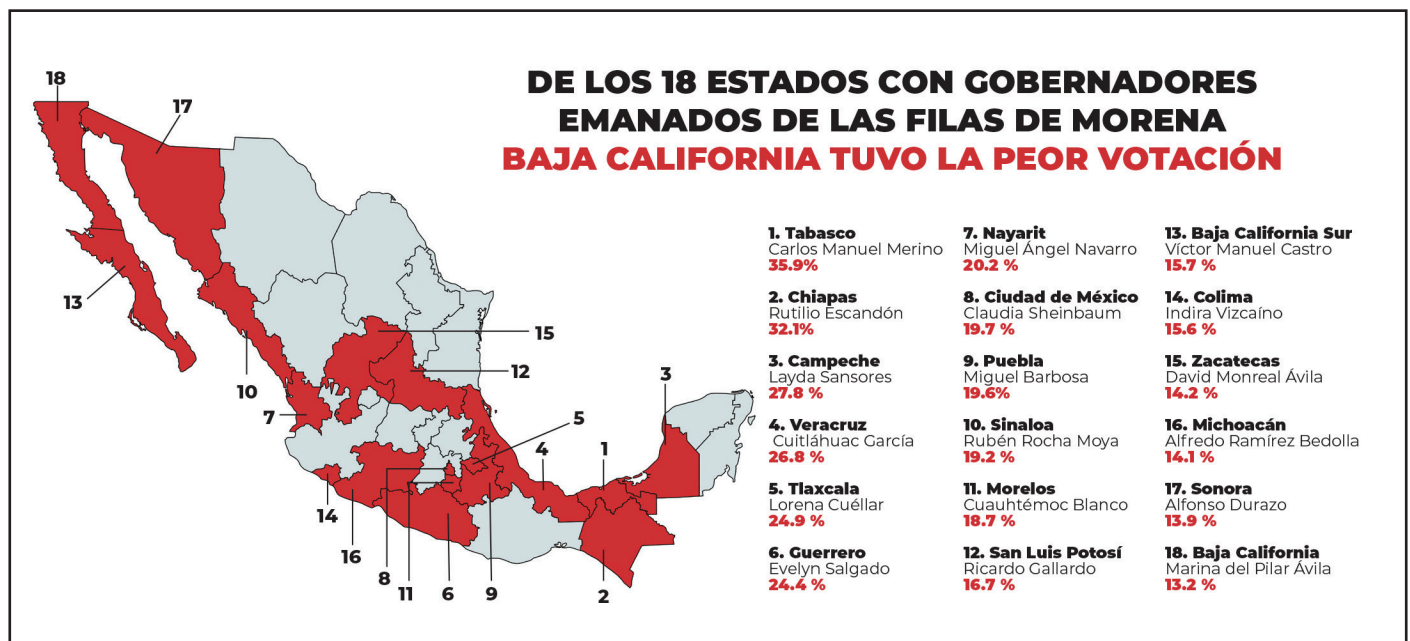 DE LOS 18 ESTADOS CON GOBERNADORES
EMANADOS DE LAS FILAS DE MORENA
BAJA CALIFORNIA TUVO LA PEOR VOTACIÓN
18
17
13
15
12
10
7
3
5
4
1
14
16
8
11
6
9
2
1. Tabasco
Carlos Manuel Merino
35.9%
2. Chiapas
Rutilio Escandón
32.1%
3. Campeche
Layda Sansores
27.8 %
4. Veracruz
Cuitláhuac García
26.8 %
5. Tlaxcala
Lorena Cuéllar
24.9 %
6. Guerrero
Evelyn Salgado
24.4 %
7. Nayarit
Miguel Ángel Navarro
20.2 %
8. Ciudad de México
Claudia Sheinbaum
19.7 %
9. Puebla
Miguel Barbosa
19.6%
10. Sinaloa
Rubén Rocha Moya
19.2 %
11. Morelos
Cuauhtémoc Blanco
18.7 %
12. San Luis Potosí
Ricardo Gallardo
16.7 %
13. Baja California Sur
Víctor Manuel Castro
15.7 %
14. Colima
Indira Vizcaíno
15.6 %
15. Zacatecas
David Monreal Ávila
14.2 %
16. Michoacán
Alfredo Ramírez Bedolla
14.1 %
17. Sonora
Alfonso Durazo
13.9 %
18. Baja California
Marina del Pilar Ávila
13.2 %